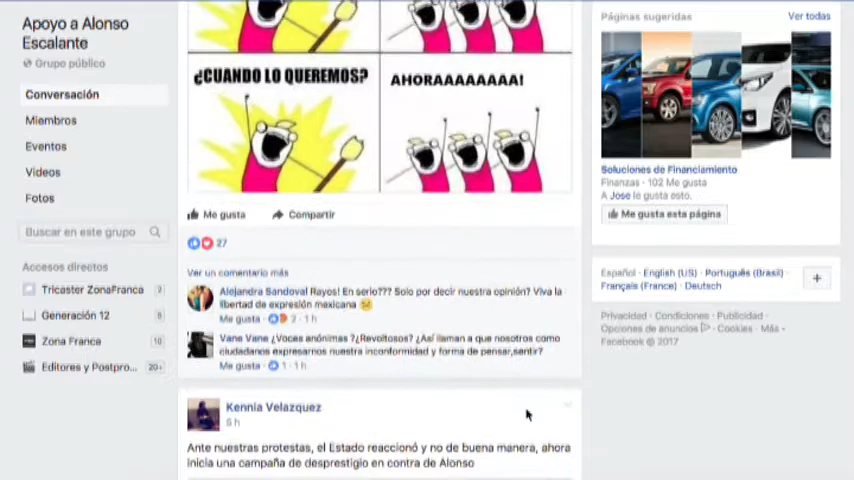 Apoyo a Alonso
Escalante
Grupo público
Conversación
Miembros
Eventos
Videos
Fotos
Buscar en este grupo
Accesos directos
Tricaster ZonaFranca
Generación 12
Zona Franca 10
Editores y Postpro... 20+
¿CUANDO LO QUEREMOS?
AHORAAAAAAAA!
Me gusta Compartir
27
Ver un comentario más
Alejandra Sandoval Rayos! En serio??? Solo por decir nuestra opinión? Viva la
libertad de expresión mexicana
Me gusta · 2 · 1 h
Vane Vane ¿Voces anónimas ?¿Revoltosos? ¿Así llaman a que nosotros como
ciudadanos expresamos nuestra inconformidad y forma de pensar,sentir?
Me gusta · 1 · 1 h
Kennia Velazquez
Ante nuestras protestas, el Estado reaccionó y no de buena manera, ahora
inicia una campaña de desprestigio en contra de Alonso
Páginas sugeridas Ver todas
Soluciones de Financiamiento
Finanzas · 102 Me gusta
A Jose le gusta esto.
Me gusta esta página
Español · English (US) · Português (Brasil) ·
Français (France) · Deutsch
+
Privacidad · Condiciones · Publicidad ·
Opciones de anuncios · Cookies · Más
Facebook © 2017